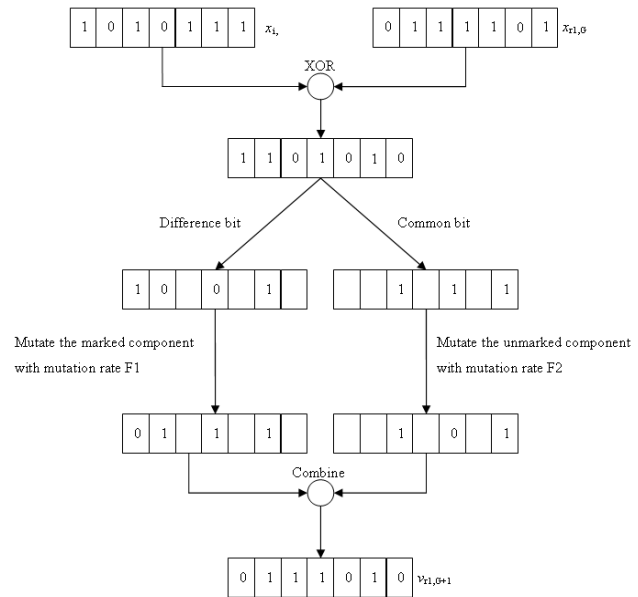 1 0 1 0 1 1 1 x_i,
0 1 1 1 1 0 1 x_r1,G
XOR
1 1 0 1 0 1 0
Difference bit
Common bit
1 0 0 1
1 1 1
Mutate the marked component
with mutation rate F1
Mutate the unmarked component
with mutation rate F2
0 1 1 1
1 0 1
Combine
0 1 1 1 0 1 0 v_r1,G+1